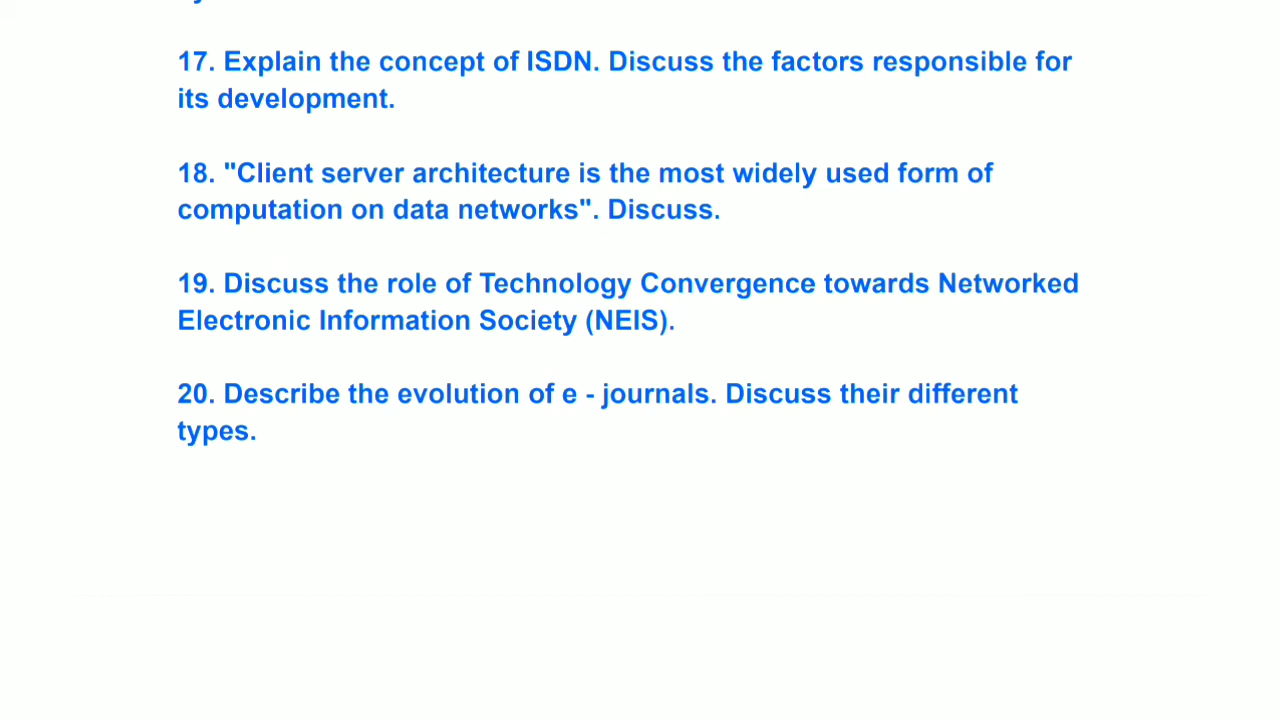 17. Explain the concept of ISDN. Discuss the factors responsible for
its development.
18. "Client server architecture is the most widely used form of
computation on data networks". Discuss.
19. Discuss the role of Technology Convergence towards Networked
Electronic Information Society (NEIS).
20. Describe the evolution of e - journals. Discuss their different
types.